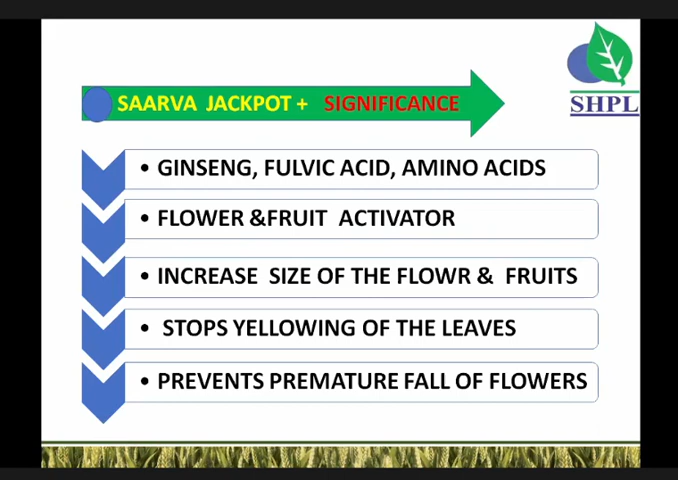 SAARVA JACKPOT + SIGNIFICANCE
SHPL
• GINSENG, FULVIC ACID, AMINO ACIDS
• FLOWER &FRUIT ACTIVATOR
• INCREASE SIZE OF THE FLOWR & FRUITS
• STOPS YELLOWING OF THE LEAVES
• PREVENTS PREMATURE FALL OF FLOWERS